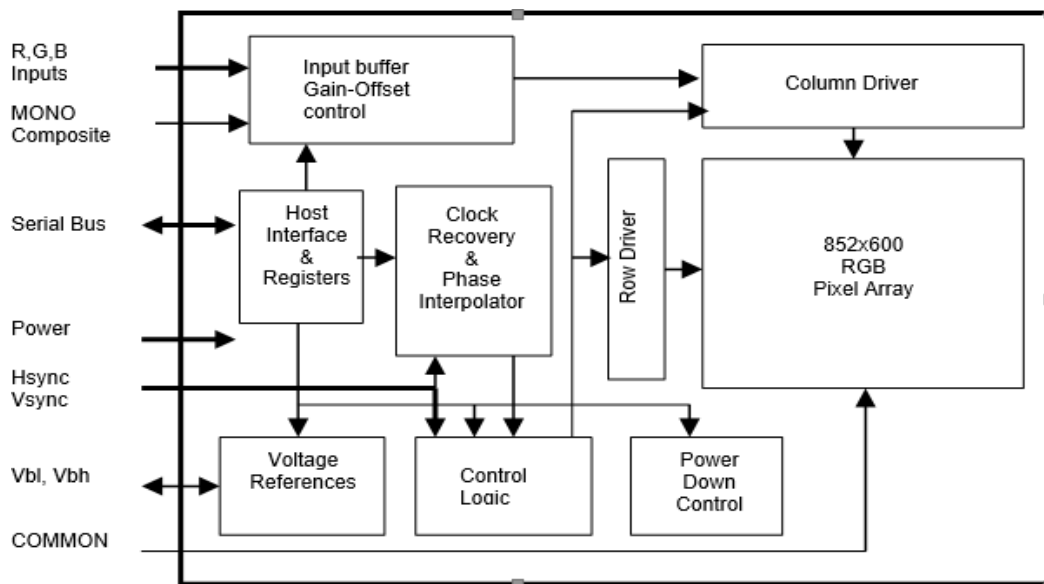 R,G,B
Inputs
MONO
Composite
Serial Bus
Power
Hsync
Vsync
Vbl, Vbh
COMMON
Input buffer
Gain-Offset
control
Column Driver
Host
Interface
&
Registers
Clock
Recovery
&
Phase
Interpolator
Row Driver
852x600
RGB
Pixel Array
Voltage
References
Control
Logic
Power
Down
Control